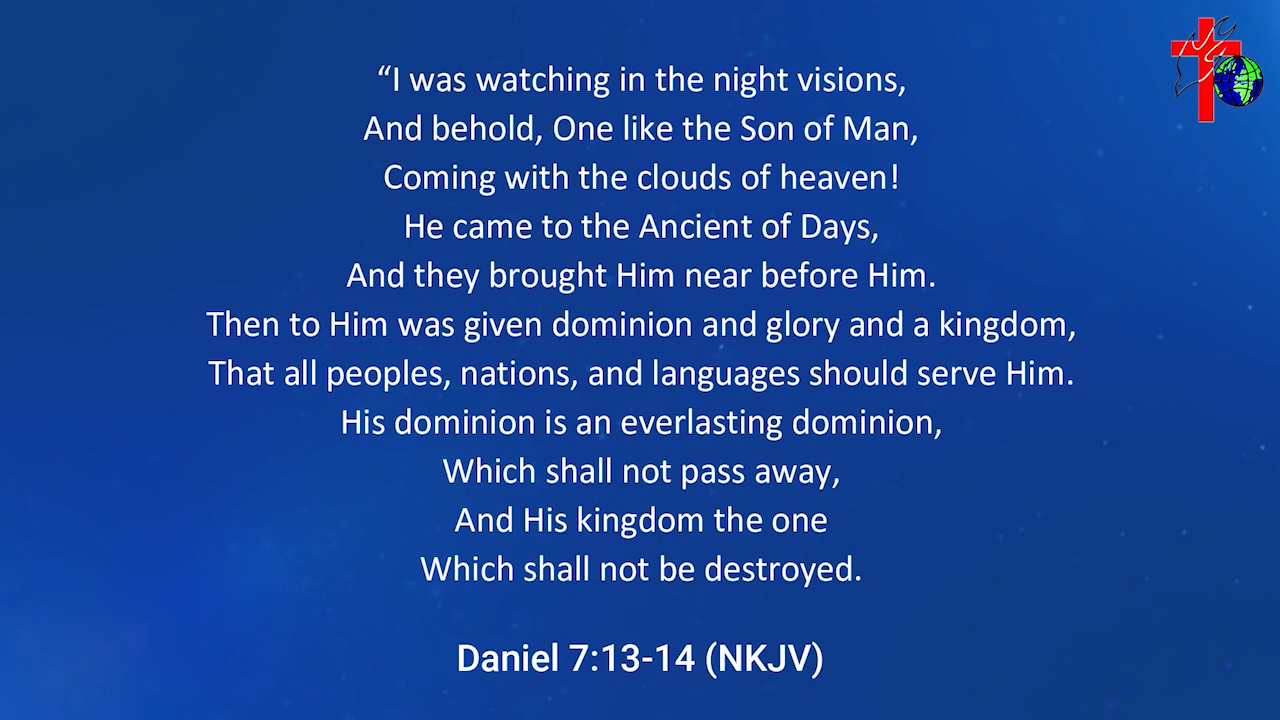 “I was watching in the night visions,
And behold, One like the Son of Man,
Coming with the clouds of heaven!
He came to the Ancient of Days,
And they brought Him near before Him.
Then to Him was given dominion and glory and a kingdom,
That all peoples, nations, and languages should serve Him.
His dominion is an everlasting dominion,
Which shall not pass away,
And His kingdom the one
Which shall not be destroyed.
Daniel 7:13-14 (NKJV)